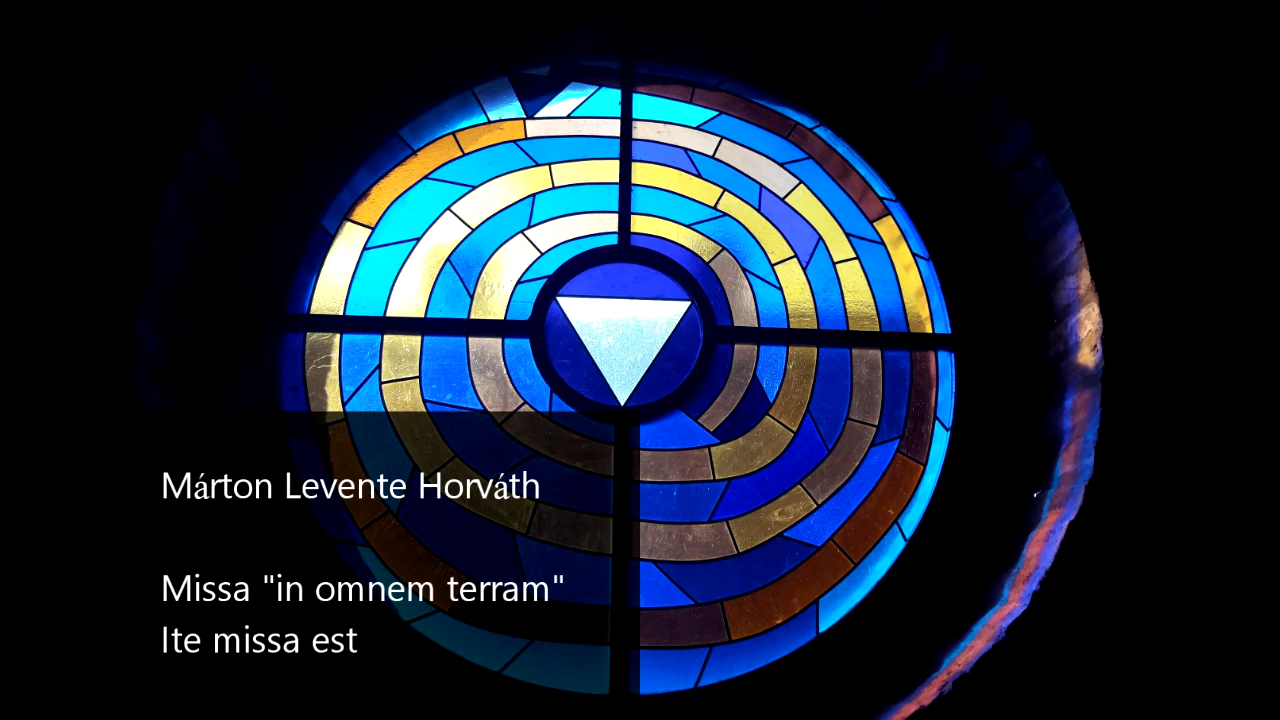 Márton Levente Horváth
Missa "in omnem terram"
Ite missa est